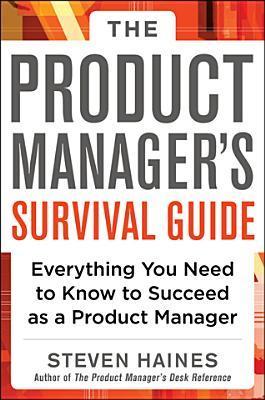 THE
PRODUCT
MANAGER'S
SURVIVAL GUIDE
Everything You Need
to Know to Succeed
as a Product Manager
STEVEN HAINES
Author of The Product Manager's Desk Reference